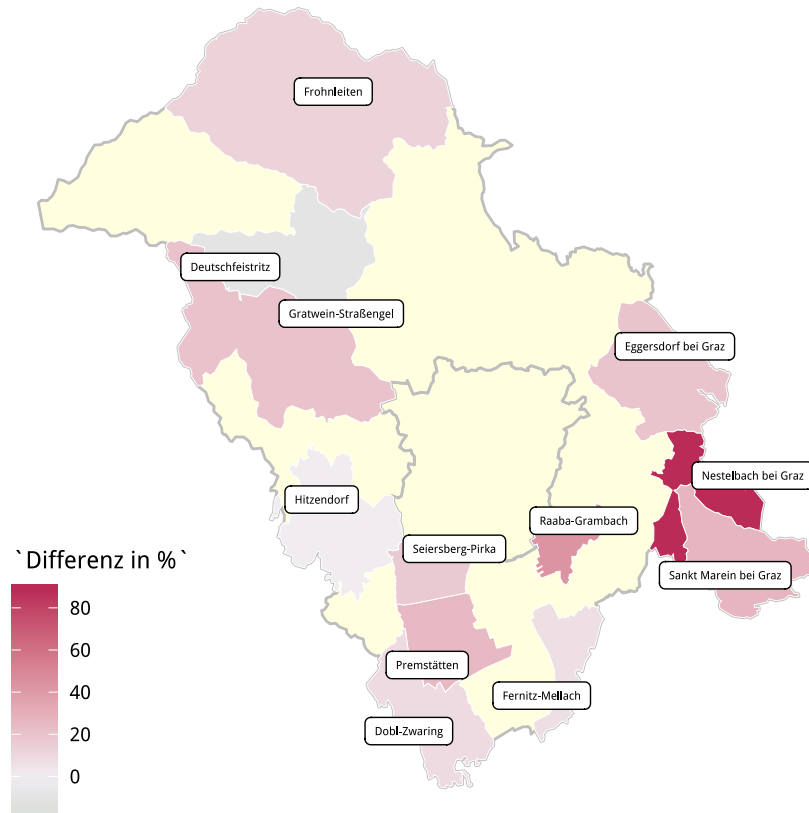 Frohnleiten
Deutschfeistritz
Gratwein-Straßengel
Eggersdorf bei Graz
Nestelbach bei Graz
Hitzendorf
Raaba-Grambach
Seiersberg-Pirka
Sankt Marein bei Graz
Premstätten
Fernitz-Mellach
Dobl-Zwaring
`Differenz in %`
80
60
40
20
0